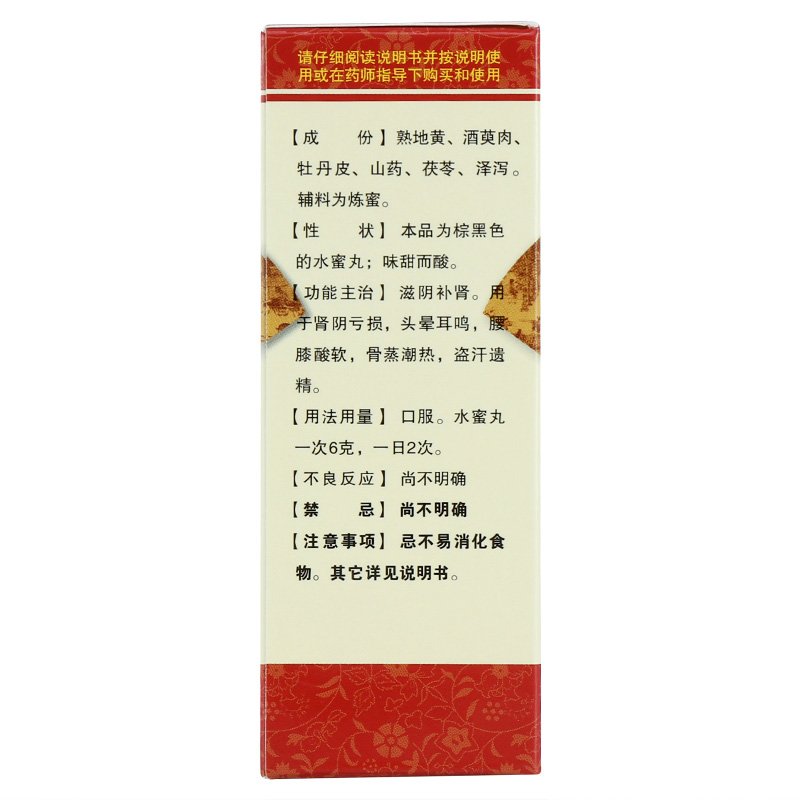 请仔细阅读说明书并按说明使
用或在药师指导下购买和使用
【成 份】熟地黄、酒萸肉、
牡丹皮、山药、茯苓、泽泻。
辅料为炼蜜。
【性 状】本品为棕黑色
的水蜜丸；味甜而酸。
【功能主治】滋阴补肾。用
于肾阴亏损，头晕耳鸣，腰
膝酸软，骨蒸潮热，盗汗遗
精。
【用法用量】口服。水蜜丸
一次6克，一日2次。
【不良反应】尚不明确
【禁 忌】尚不明确
【注意事项】忌不易消化食
物。其它详见说明书。